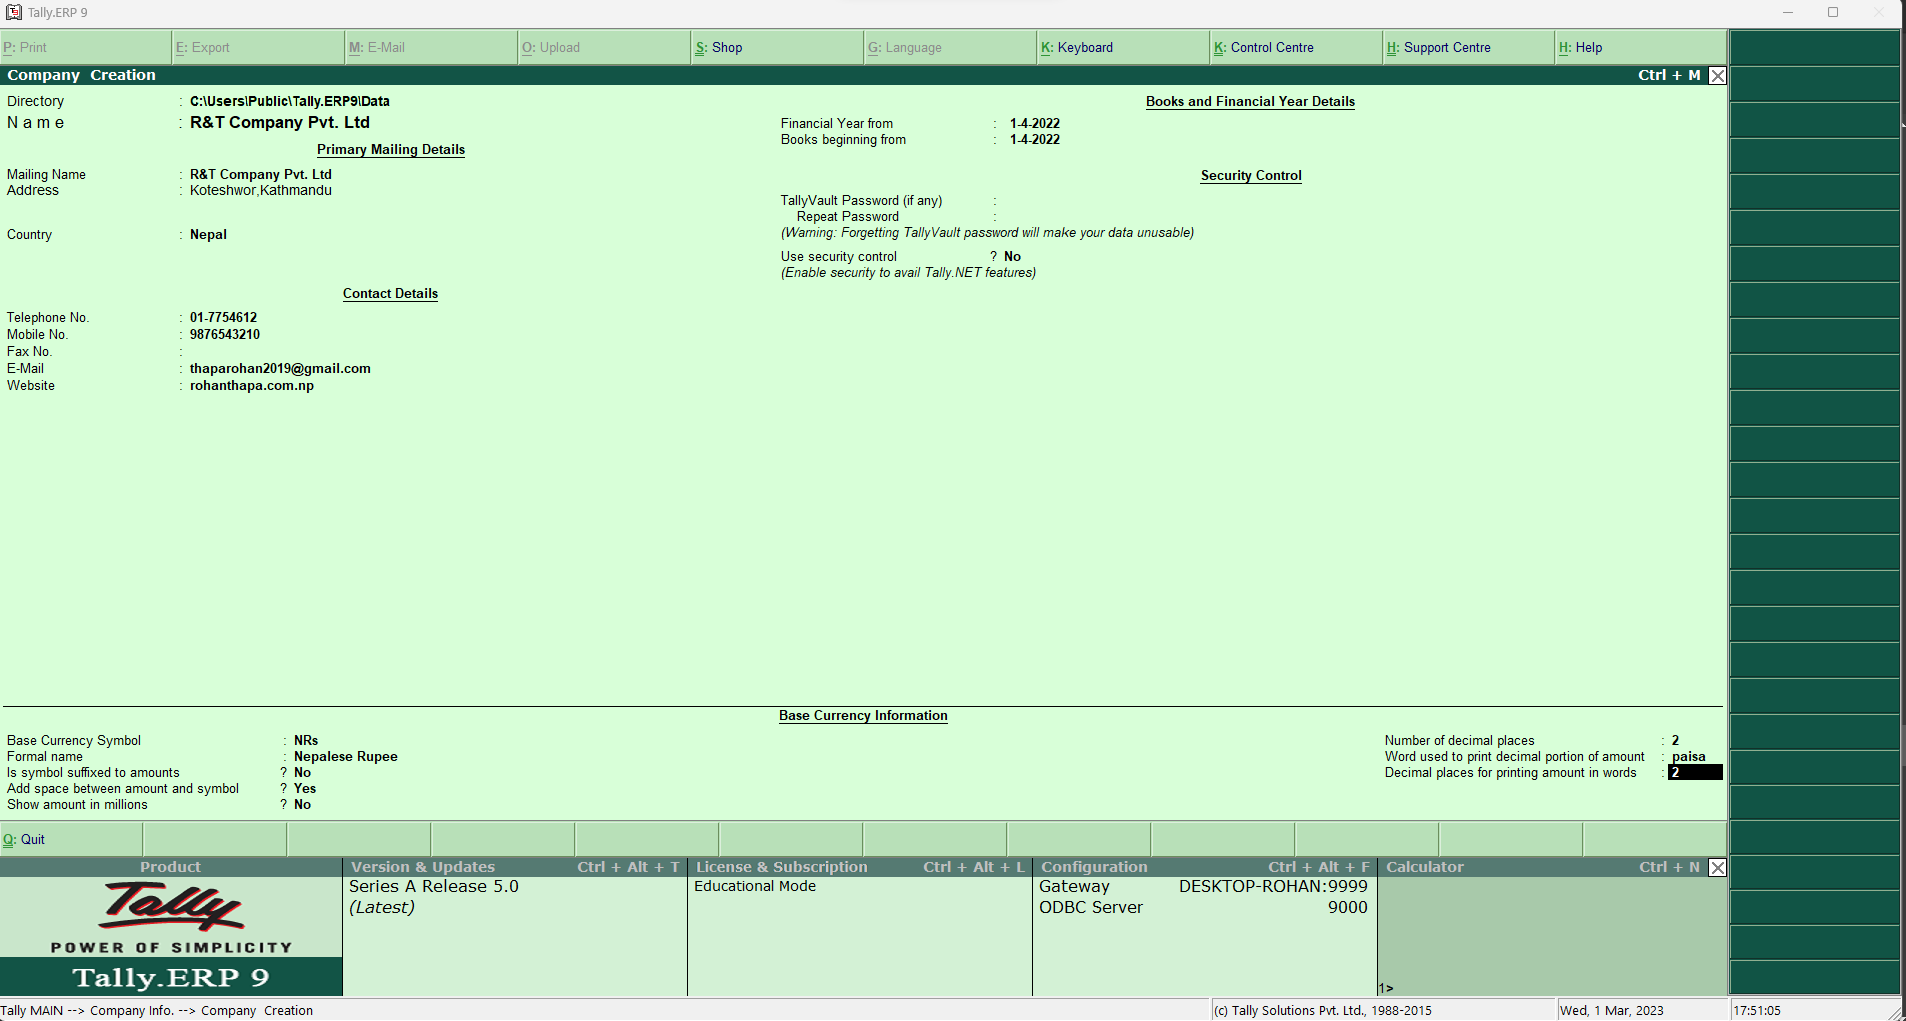 Tally.ERP 9
P: Print E: Export M: E-Mail O: Upload S: Shop G: Language K: Keyboard K: Control Centre H: Support Centre H: Help
Company Creation Ctrl + M
Directory : C:\Users\Public\Tally.ERP9\Data
Name : R&T Company Pvt. Ltd
Primary Mailing Details
Mailing Name : R&T Company Pvt. Ltd
Address : Koteshwor,Kathmandu
Country : Nepal
Contact Details
Telephone No. : 01-7754612
Mobile No. : 9876543210
Fax No. :
E-Mail : thaparohan2019@gmail.com
Website : rohanthapa.com.np
Books and Financial Year Details
Financial Year from : 1-4-2022
Books beginning from : 1-4-2022
Security Control
TallyVault Password (if any) :
Repeat Password :
(Warning: Forgetting TallyVault password will make your data unusable)
Use security control ? No
(Enable security to avail Tally.NET features)
Base Currency Information
Base Currency Symbol : NRs
Formal name : Nepalese Rupee
Is symbol suffixed to amounts ? No
Add space between amount and symbol ? Yes
Show amount in millions ? No
Number of decimal places : 2
Word used to print decimal portion of amount : paisa
Decimal places for printing amount in words : 2
Q: Quit
Product
Tally
POWER OF SIMPLICITY
Tally.ERP 9
Version & Updates Ctrl + Alt + T
Series A Release 5.0
(Latest)
License & Subscription Ctrl + Alt + L
Educational Mode
Configuration Ctrl + Alt + F
Gateway DESKTOP-ROHAN:9999
ODBC Server 9000
Calculator Ctrl + N
1>
Tally MAIN --> Company Info. --> Company Creation (c) Tally Solutions Pvt. Ltd., 1988-2015 Wed, 1 Mar, 2023 17:51:05